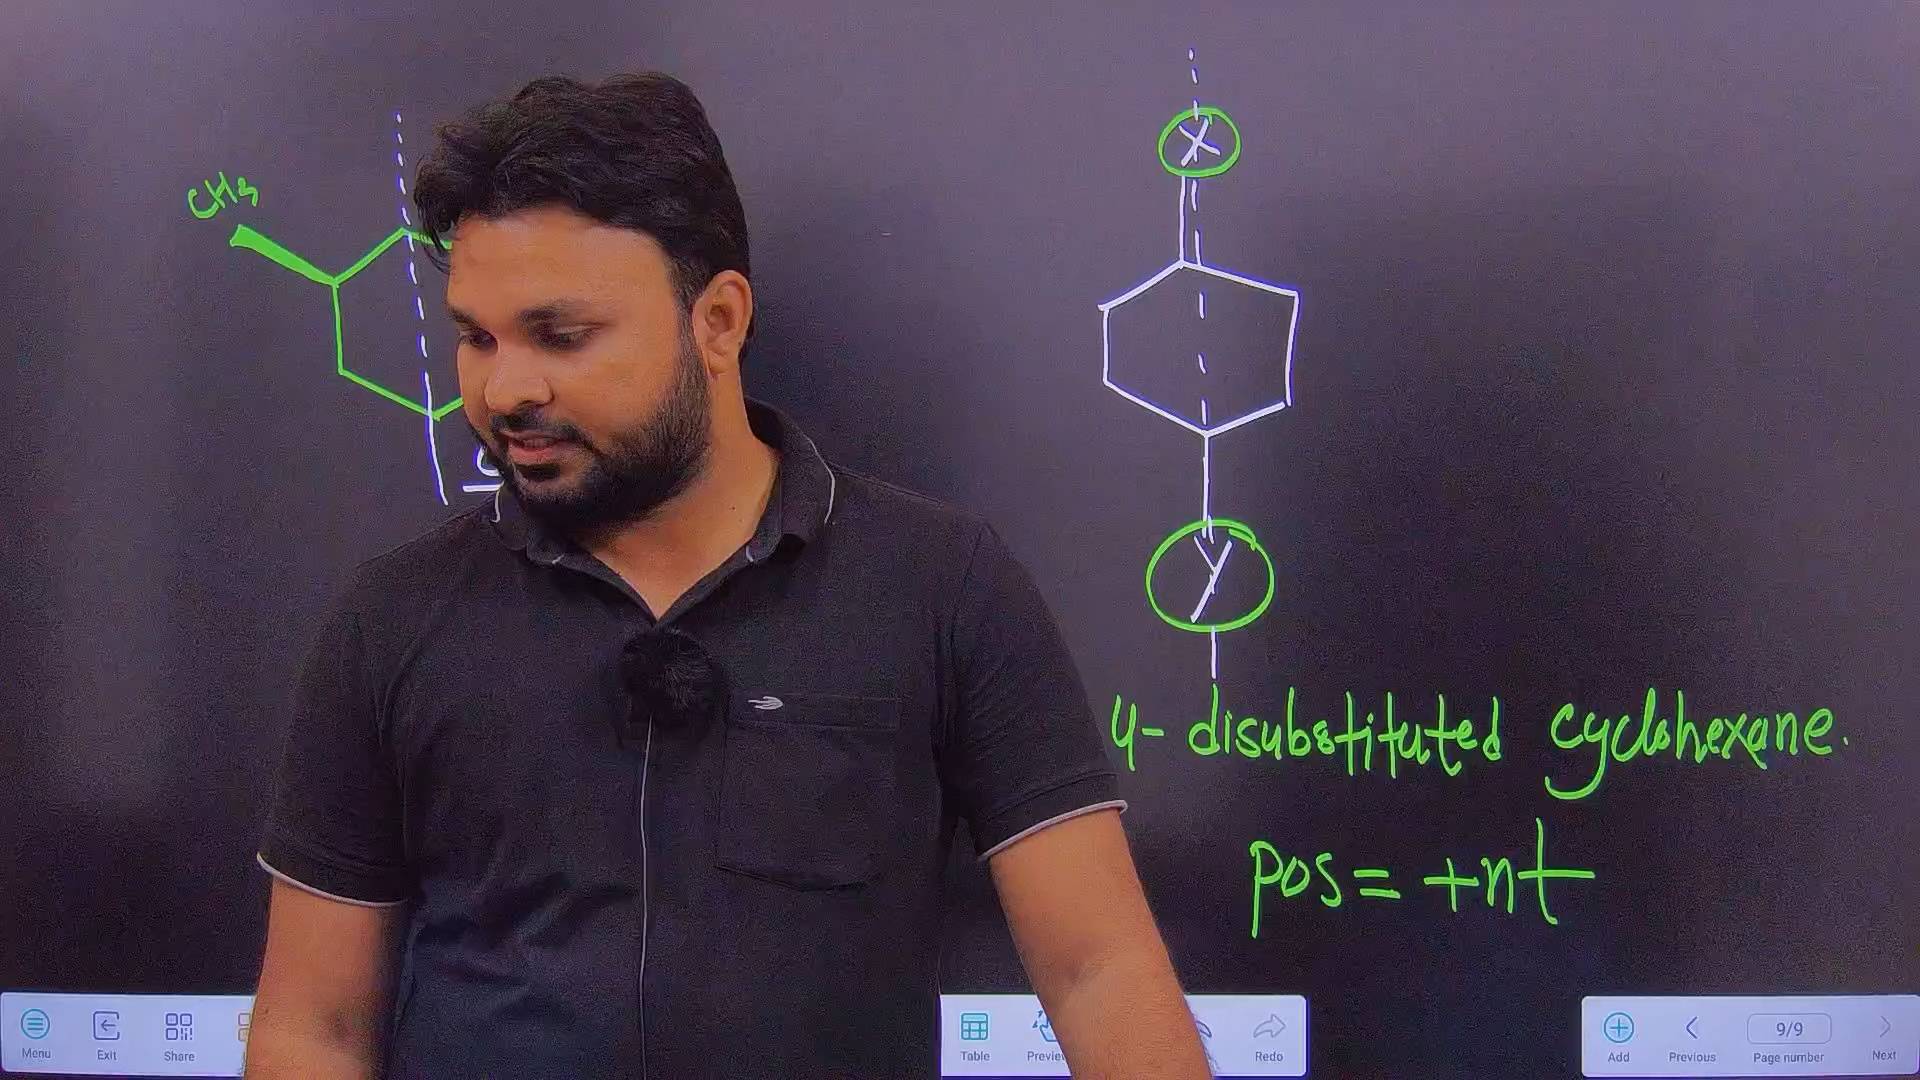 CH3
X
Y
4- disubstituted cyclohexane.
pos = +nt
Menu
Exit
Share
Table
Redo
Add
Previous
9/9
Page number
Next